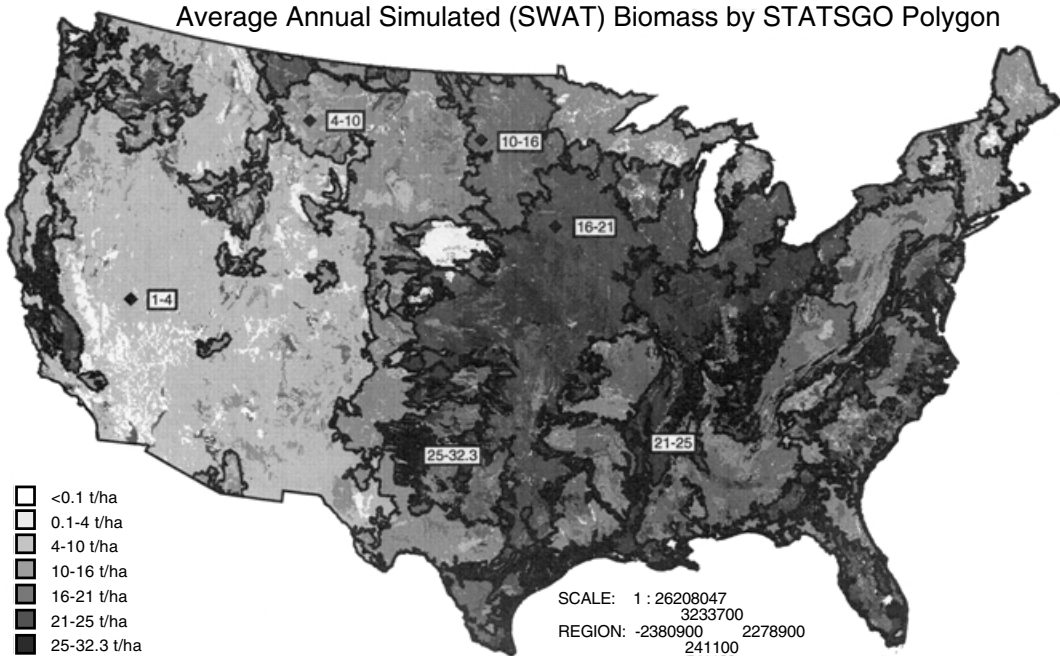 Average Annual Simulated (SWAT) Biomass by STATSGO Polygon
4-10
10-16
16-21
1-4
21-25
25-32.3
<0.1 t/ha
0.1-4 t/ha
4-10 t/ha
10-16 t/ha
16-21 t/ha
21-25 t/ha
25-32.3 t/ha
SCALE: 1 : 26208047
3233700
REGION: -2380900 2278900
241100